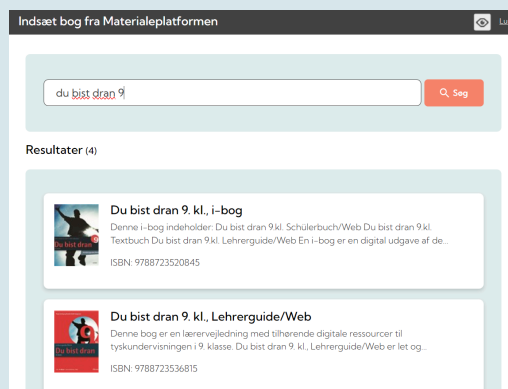 Indsæt bog fra Materialeplatformen
du bist dran 9
Søg
Resultater (4)
Du bist dran 9. kl., i-bog
Denne i-bog indeholder: Du bist dran 9.kl. Schülerbuch/Web Du bist dran 9.kl.
Textbuch Du bist dran 9.kl. Lehrerguide/Web En i-bog er en digital udgave af de...
ISBN: 9788723520845
Du bist dran
9
Du bist dran 9. kl., Lehrerguide/Web
Denne bog er en lærervejledning med tilhørende digitale ressourcer til
tyskundervisningen i 9. klasse. Du bist dran 9. kl., Lehrerguide/Web er let og...
ISBN: 9788723536815
9
Du bist dran